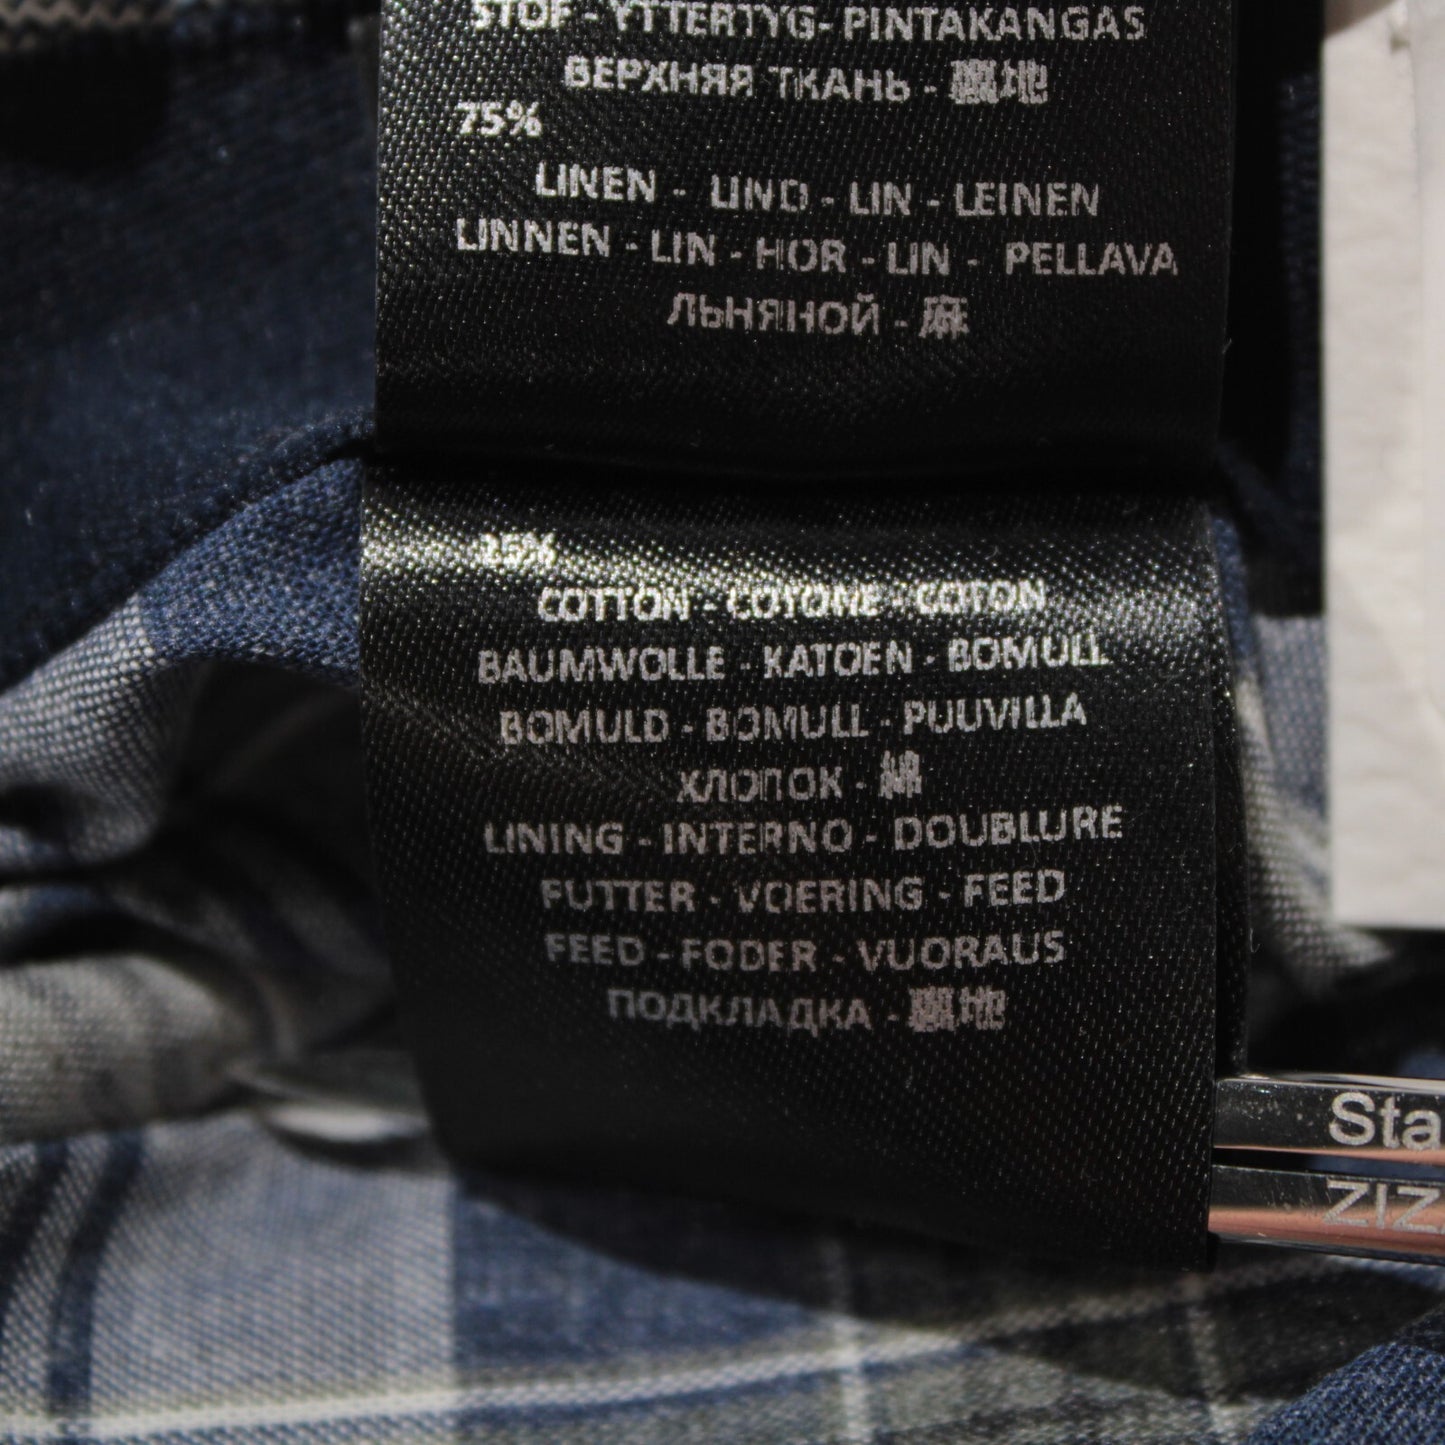 STOF - YTTERTYG- PINTAKANGAS
ВЕРХНЯЯ ТКАНЬ - 裏地
75%
LINEN - LINO - LIN - LEINEN
LINNEN - LIN - HOR - LIN - PELLAVA
ЛЬНЯНОЙ - 麻
25%
COTTON - COTONE - COTON
BAUMWOLLE - KATOEN - BOMULL
BOMULD - BOMULL - PUUVILLA
ХЛОПОК - 綿
LINING - INTERNO - DOUBLURE
FUTTER - VOERING - FEED
FEED - FODER - VUORAUS
ПОДКЛАДКА - 裏地
Sta
ZIZ